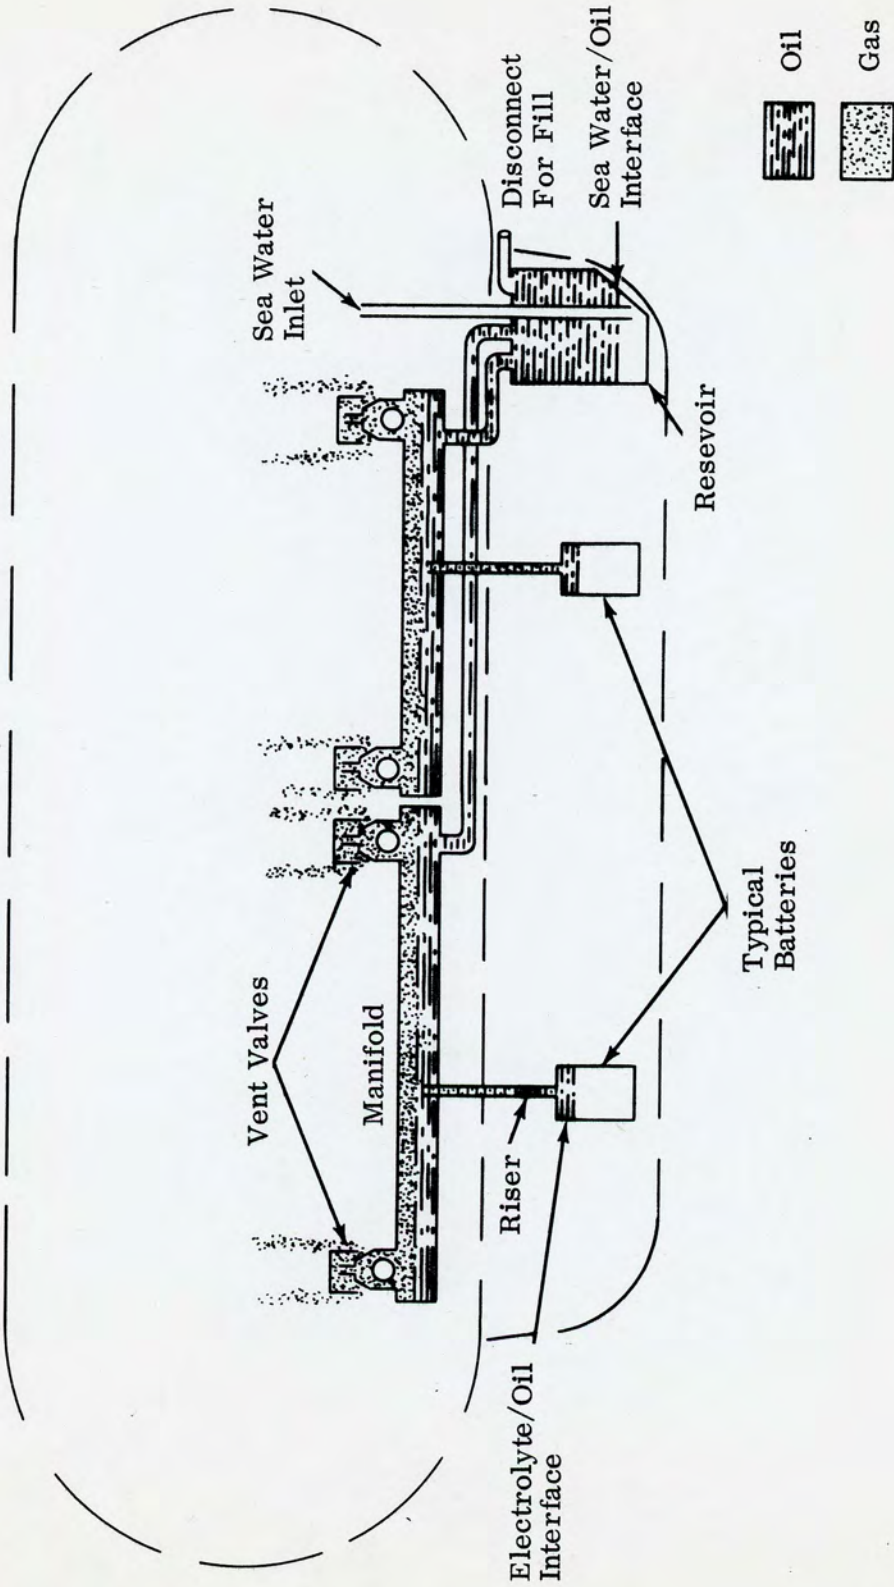 Sea Water
Inlet
Disconnect
For Fill
Sea Water/Oil
Interface
Vent Valves
Manifold
Riser
Electrolyte/Oil
Interface
Resevoir
Typical
Batteries
Oil
Gas